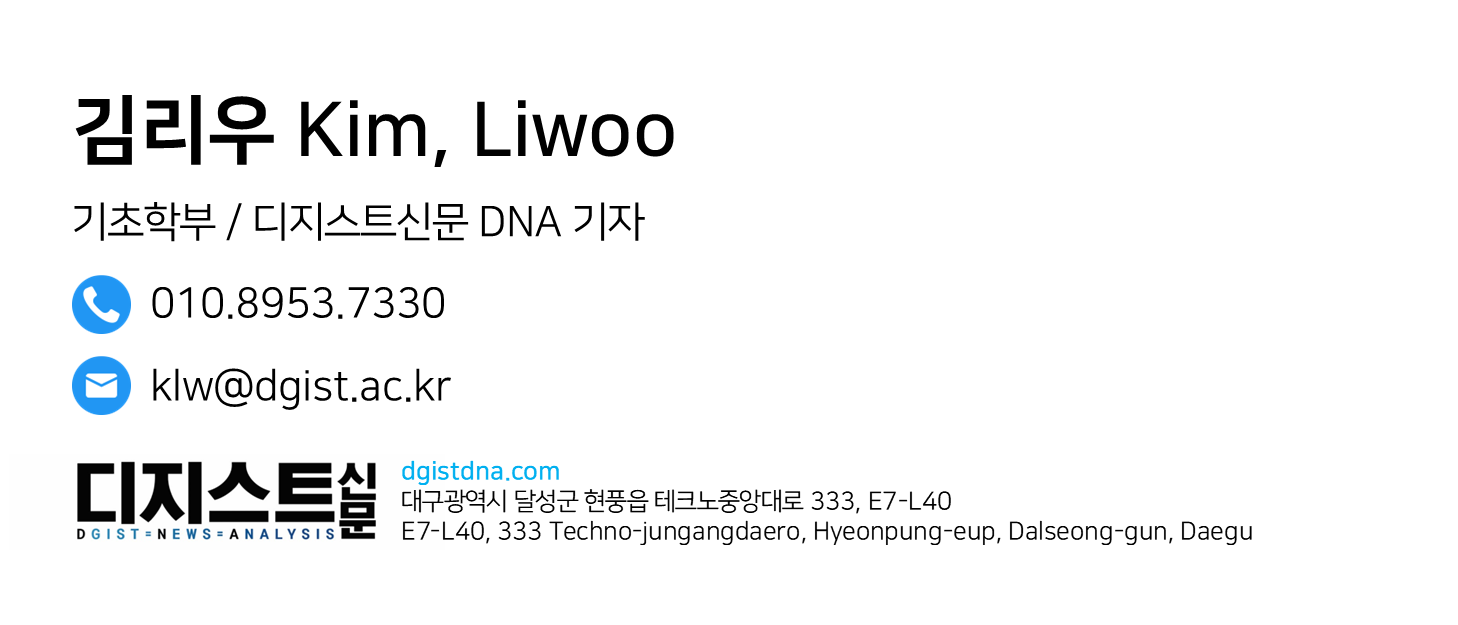 김리우 Kim, Liwoo
기초학부 / 디지스트신문 DNA 기자
010.8953.7330
klw@dgist.ac.kr
디지스트신문
DGIST=NEWS=ANALYSIS
dgistdna.com
대구광역시 달성군 현풍읍 테크노중앙대로 333, E7-L40
E7-L40, 333 Techno-jungangdaero, Hyeonpung-eup, Dalseong-gun, Daegu